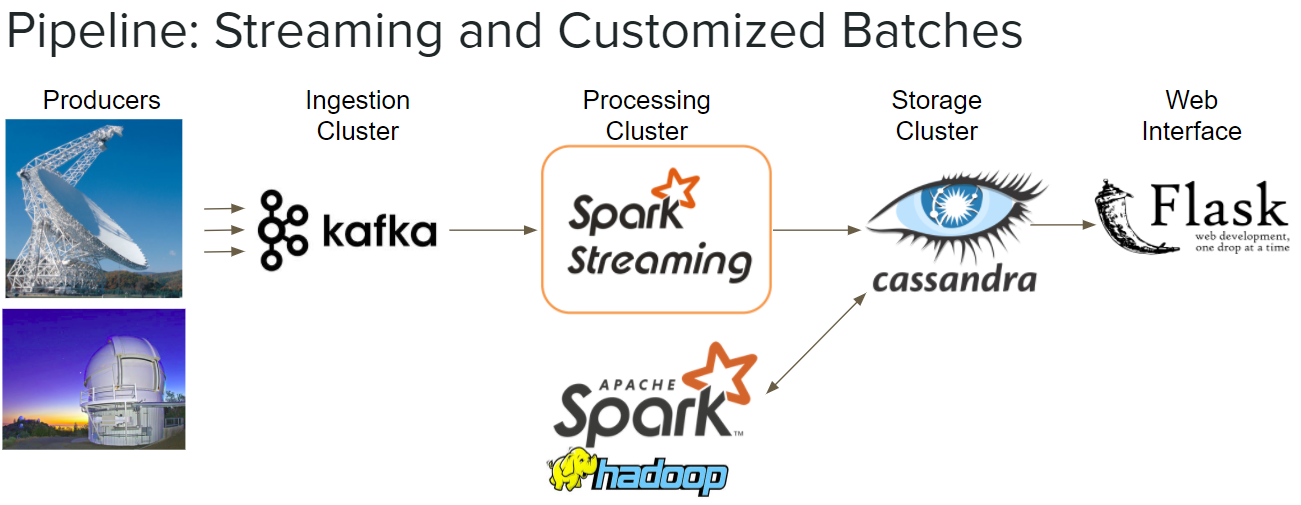 Pipeline: Streaming and Customized Batches
Producers
Ingestion
Cluster
Processing
Cluster
Storage
Cluster
Web
Interface
kafka
Spark
Streaming
cassandra
Flask
web development,
one drop at a time
APACHE
Spark™
hadoop